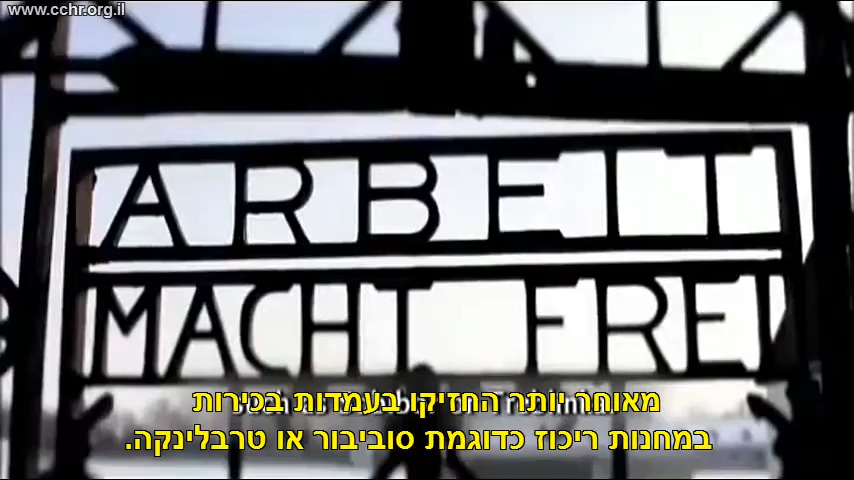 www.cchr.org.il
ARBEIT
MACHT FREI
מאוחר יותר החזיקו בעמדות בכירות
במחנות ריכוז כדוגמת סוביבור או טרבלינקה.